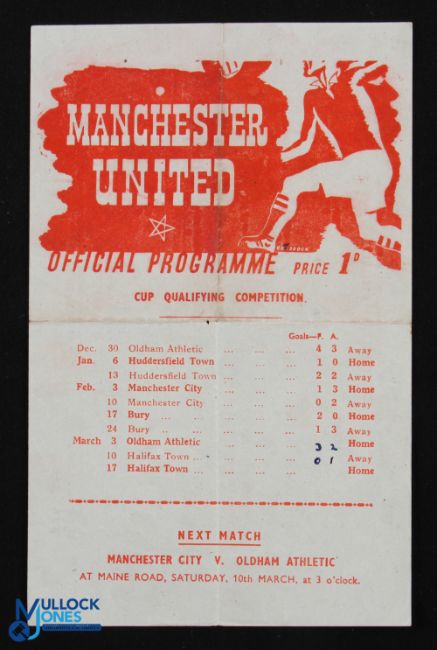 MANCHESTER
UNITED
OFFICIAL PROGRAMME PRICE 1D
CUP QUALIFYING COMPETITION.
Goals—F. A.
Dec. 30 Oldham Athletic ... ... ... 4 3 Away
Jan. 6 Huddersfield Town ... ... ... 1 0 Home
13 Huddersfield Town ... ... ... 2 2 Away
Feb. 3 Manchester City ... ... ... 1 3 Home
10 Manchester City ... ... ... 0 2 Away
17 Bury ... ... ... ... 2 0 Home
24 Bury .. ... ... ... 1 3 Away
March 3 Oldham Athletic ... ... ... 3 2 Home
10 Halifax Town ... ... ... ... 0 1 Away
17 Halifax Town ... ... ... ... Home
NEXT MATCH
MANCHESTER CITY V. OLDHAM ATHLETIC
AT MAINE ROAD, SATURDAY, 10th MARCH, at 3 o'clock.
MULLOCK
JONES